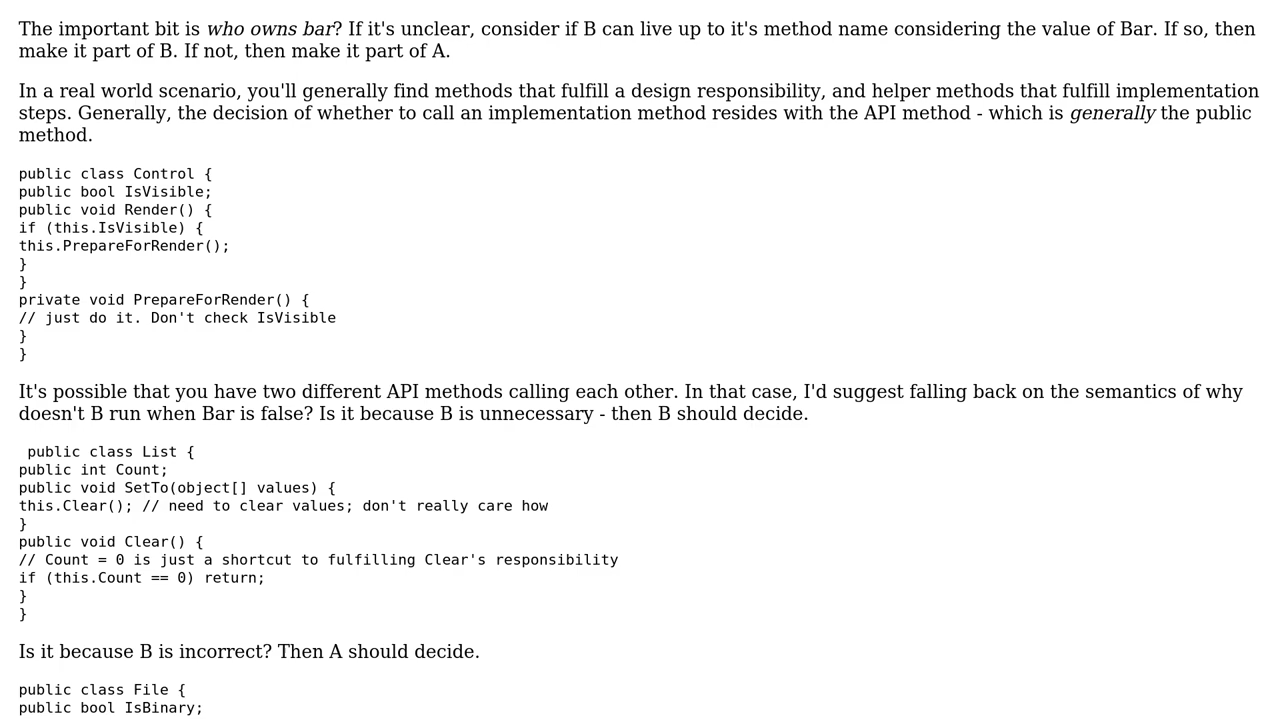 The important bit is who owns bar? If it's unclear, consider if B can live up to it's method name considering the value of Bar. If so, then
make it part of B. If not, then make it part of A.
In a real world scenario, you'll generally find methods that fulfill a design responsibility, and helper methods that fulfill implementation
steps. Generally, the decision of whether to call an implementation method resides with the API method - which is generally the public
method.
public class Control {
public bool IsVisible;
public void Render() {
if (this.IsVisible) {
this.PrepareForRender();
}
}
private void PrepareForRender() {
// just do it. Don't check IsVisible
}
}
It's possible that you have two different API methods calling each other. In that case, I'd suggest falling back on the semantics of why
doesn't B run when Bar is false? Is it because B is unnecessary - then B should decide.
public class List {
public int Count;
public void SetTo(object[] values) {
this.Clear(); // need to clear values; don't really care how
}
public void Clear() {
// Count = 0 is just a shortcut to fulfilling Clear's responsibility
if (this.Count == 0) return;
}
}
Is it because B is incorrect? Then A should decide.
public class File {
public bool IsBinary;